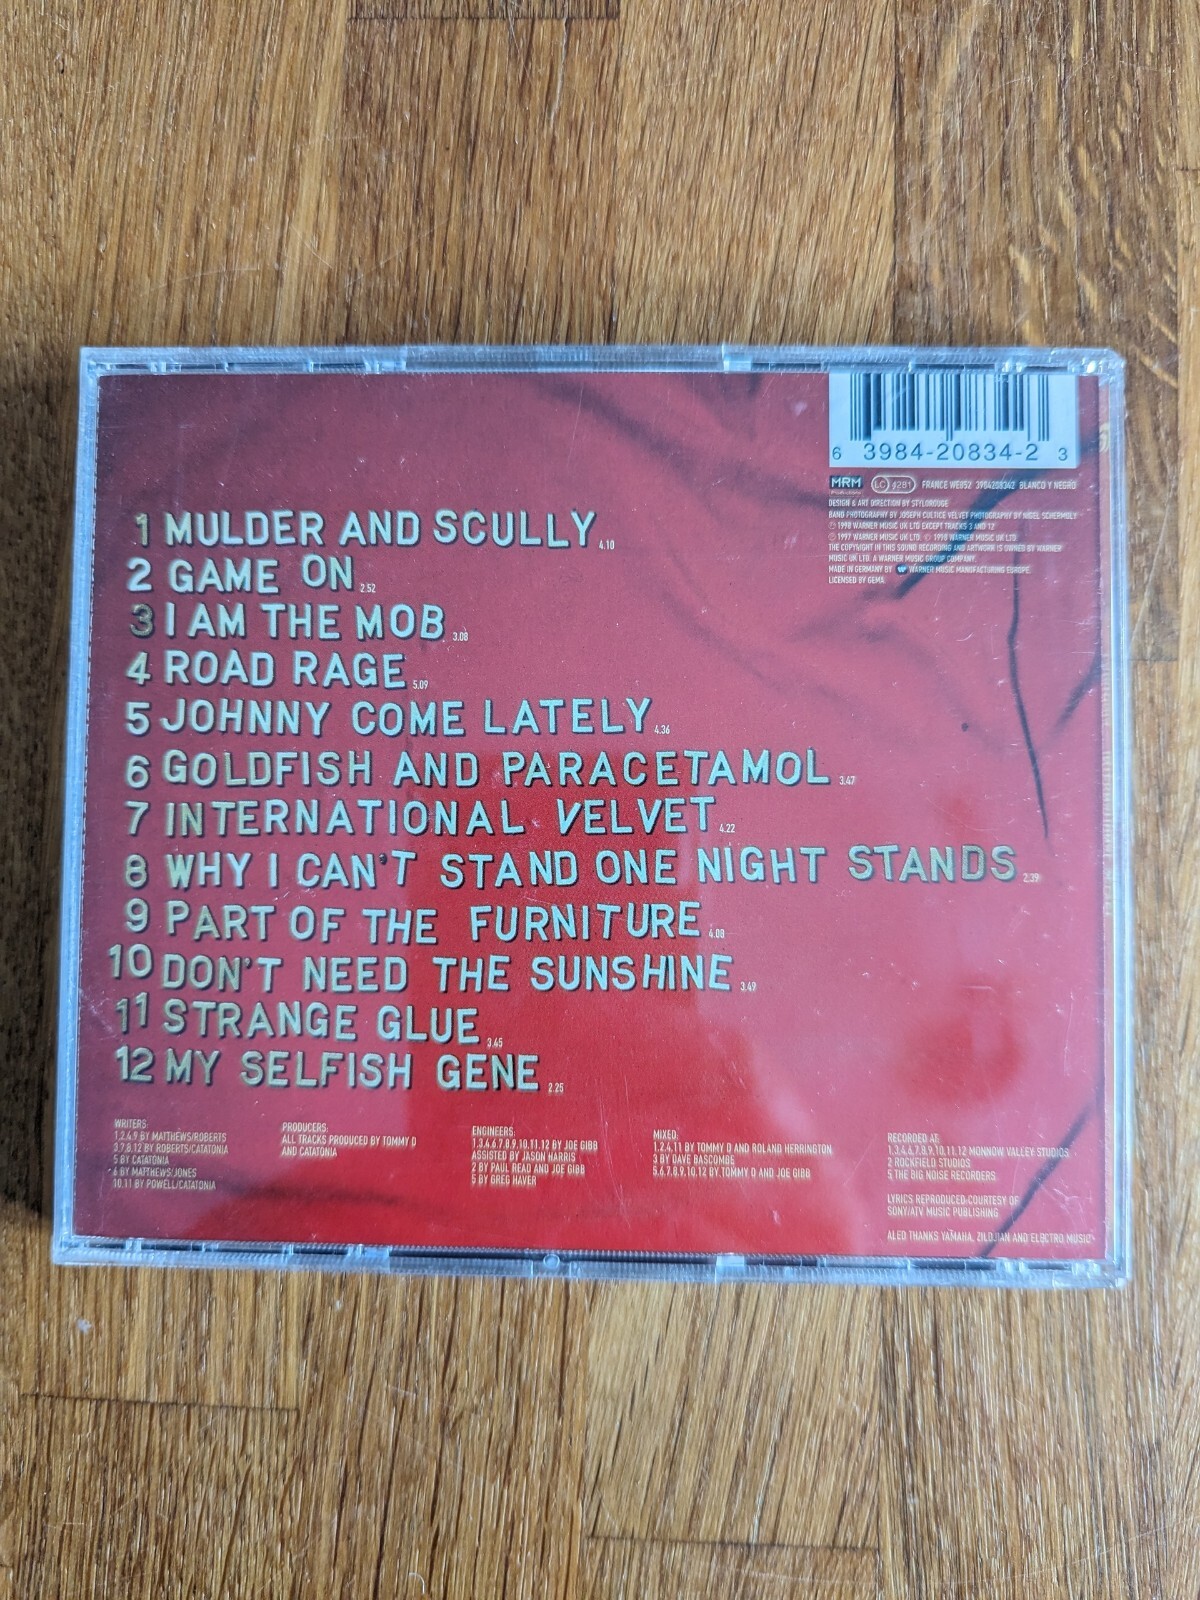 6 3984-20834-2 3
MRM LC 4281 FRANCE WE852 3984208342 BLANCO Y NEGRO
DESIGN & ART DIRECTION BY STYLOROUGE
BAND PHOTOGRAPHY BY JOSEPH CULTICE VELVET PHOTOGRAPHY BY NIGEL SCHERMULY
℗ 1998 WARNER MUSIC UK LTD EXCEPT TRACKS 2 AND 12
℗ 1997 WARNER MUSIC UK LTD. © 1998 WARNER MUSIC UK LTD
THE COPYRIGHT IN THIS SOUND RECORDING AND ARTWORK IS OWNED BY WARNER
MUSIC UK LTD. A WARNER MUSIC GROUP COMPANY.
MADE IN GERMANY BY WARNER MUSIC MANUFACTURING EUROPE.
LICENSED BY GEMA.
1 MULDER AND SCULLY 4.10
2 GAME ON 2.52
3 I AM THE MOB 3.08
4 ROAD RAGE 5.09
5 JOHNNY COME LATELY 4.36
6 GOLDFISH AND PARACETAMOL 3.47
7 INTERNATIONAL VELVET 4.22
8 WHY I CAN'T STAND ONE NIGHT STANDS 2.39
9 PART OF THE FURNITURE 4.08
10 DON'T NEED THE SUNSHINE 3.49
11 STRANGE GLUE 3.45
12 MY SELFISH GENE 2.25
WRITERS:
1,2,4,9 BY MATTHEWS/ROBERTS
3,7,8,12 BY ROBERTS/CATATONIA
5 BY CATATONIA
6 BY MATTHEWS/JONES
10,11 BY POWELL/CATATONIA
PRODUCERS:
ALL TRACKS PRODUCED BY TOMMY D
AND CATATONIA
ENGINEERS:
1,3,4,6,7,8,9,10,11,12 BY JOE GIBB
ASSISTED BY JASON HARRIS
2 BY PAUL READ AND JOE GIBB
5 BY GREG HAVER
MIXED:
1,2,4,11 BY TOMMY D AND ROLAND HERRINGTON
3 BY DAVE BASCOMBE
5,6,7,8,9,10,12 BY TOMMY D AND JOE GIBB
RECORDED AT:
1,3,4,6,7,8,9,10,11,12 MONNOW VALLEY STUDIOS
2 ROCKFIELD STUDIOS
5 THE BIG NOISE RECORDERS
LYRICS REPRODUCED COURTESY OF
SONY/ATV MUSIC PUBLISHING
ALED THANKS YAMAHA, ZILDJIAN AND ELECTRO MUSIC